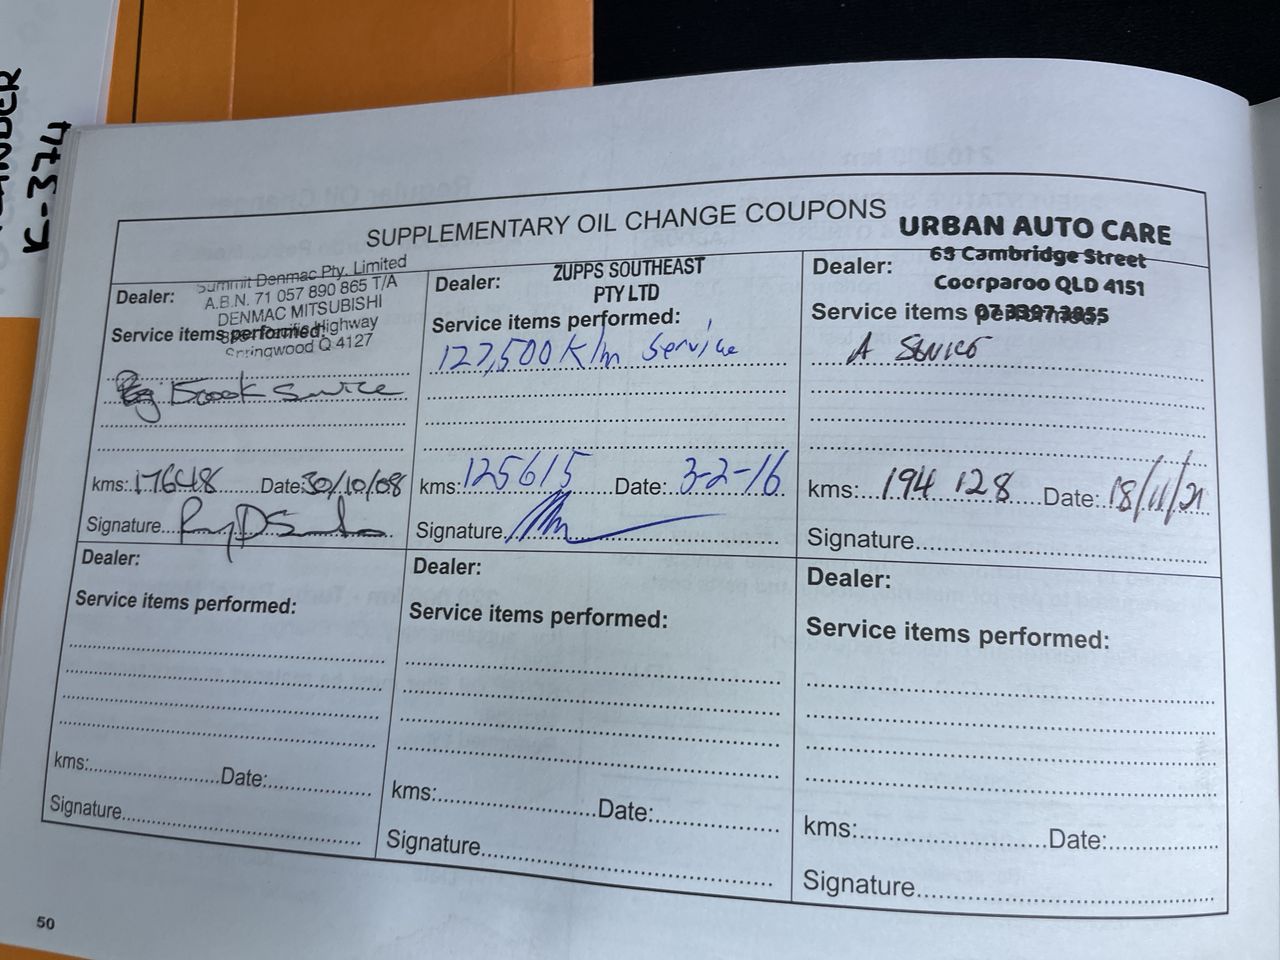 K-374
SUPPLEMENTARY OIL CHANGE COUPONS
Dealer: Summit Denmac Pty. Limited
A.B.N. 71 057 890 865 T/A
DENMAC MITSUBISHI
Pacific Highway
Springwood Q 4127
Service items performed:
15000k Service
kms: 17648 Date: 30/10/08
Signature
Dealer: ZUPPS SOUTHEAST
PTY LTD
Service items performed:
127,500 K/m Service
kms: 125615 Date: 3-2-16
Signature
URBAN AUTO CARE
Dealer: 63 Cambridge Street
Coorparoo QLD 4151
07 3397 3855
Service items performed:
A Service
kms: 194 128 Date: 18/11/21
Signature
Dealer:
Service items performed:
kms: Date:
Signature
Dealer:
Service items performed:
kms: Date:
Signature
Dealer:
Service items performed:
kms: Date:
Signature
50